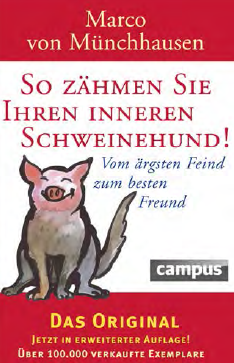 Marco
von Münchhausen
So zähmen Sie
Ihren inneren
Schweinehund!
Vom ärgsten Feind
zum besten
Freund
campus
Das Original
Jetzt in erweiterter Auflage!
Über 100.000 verkaufte Exemplare